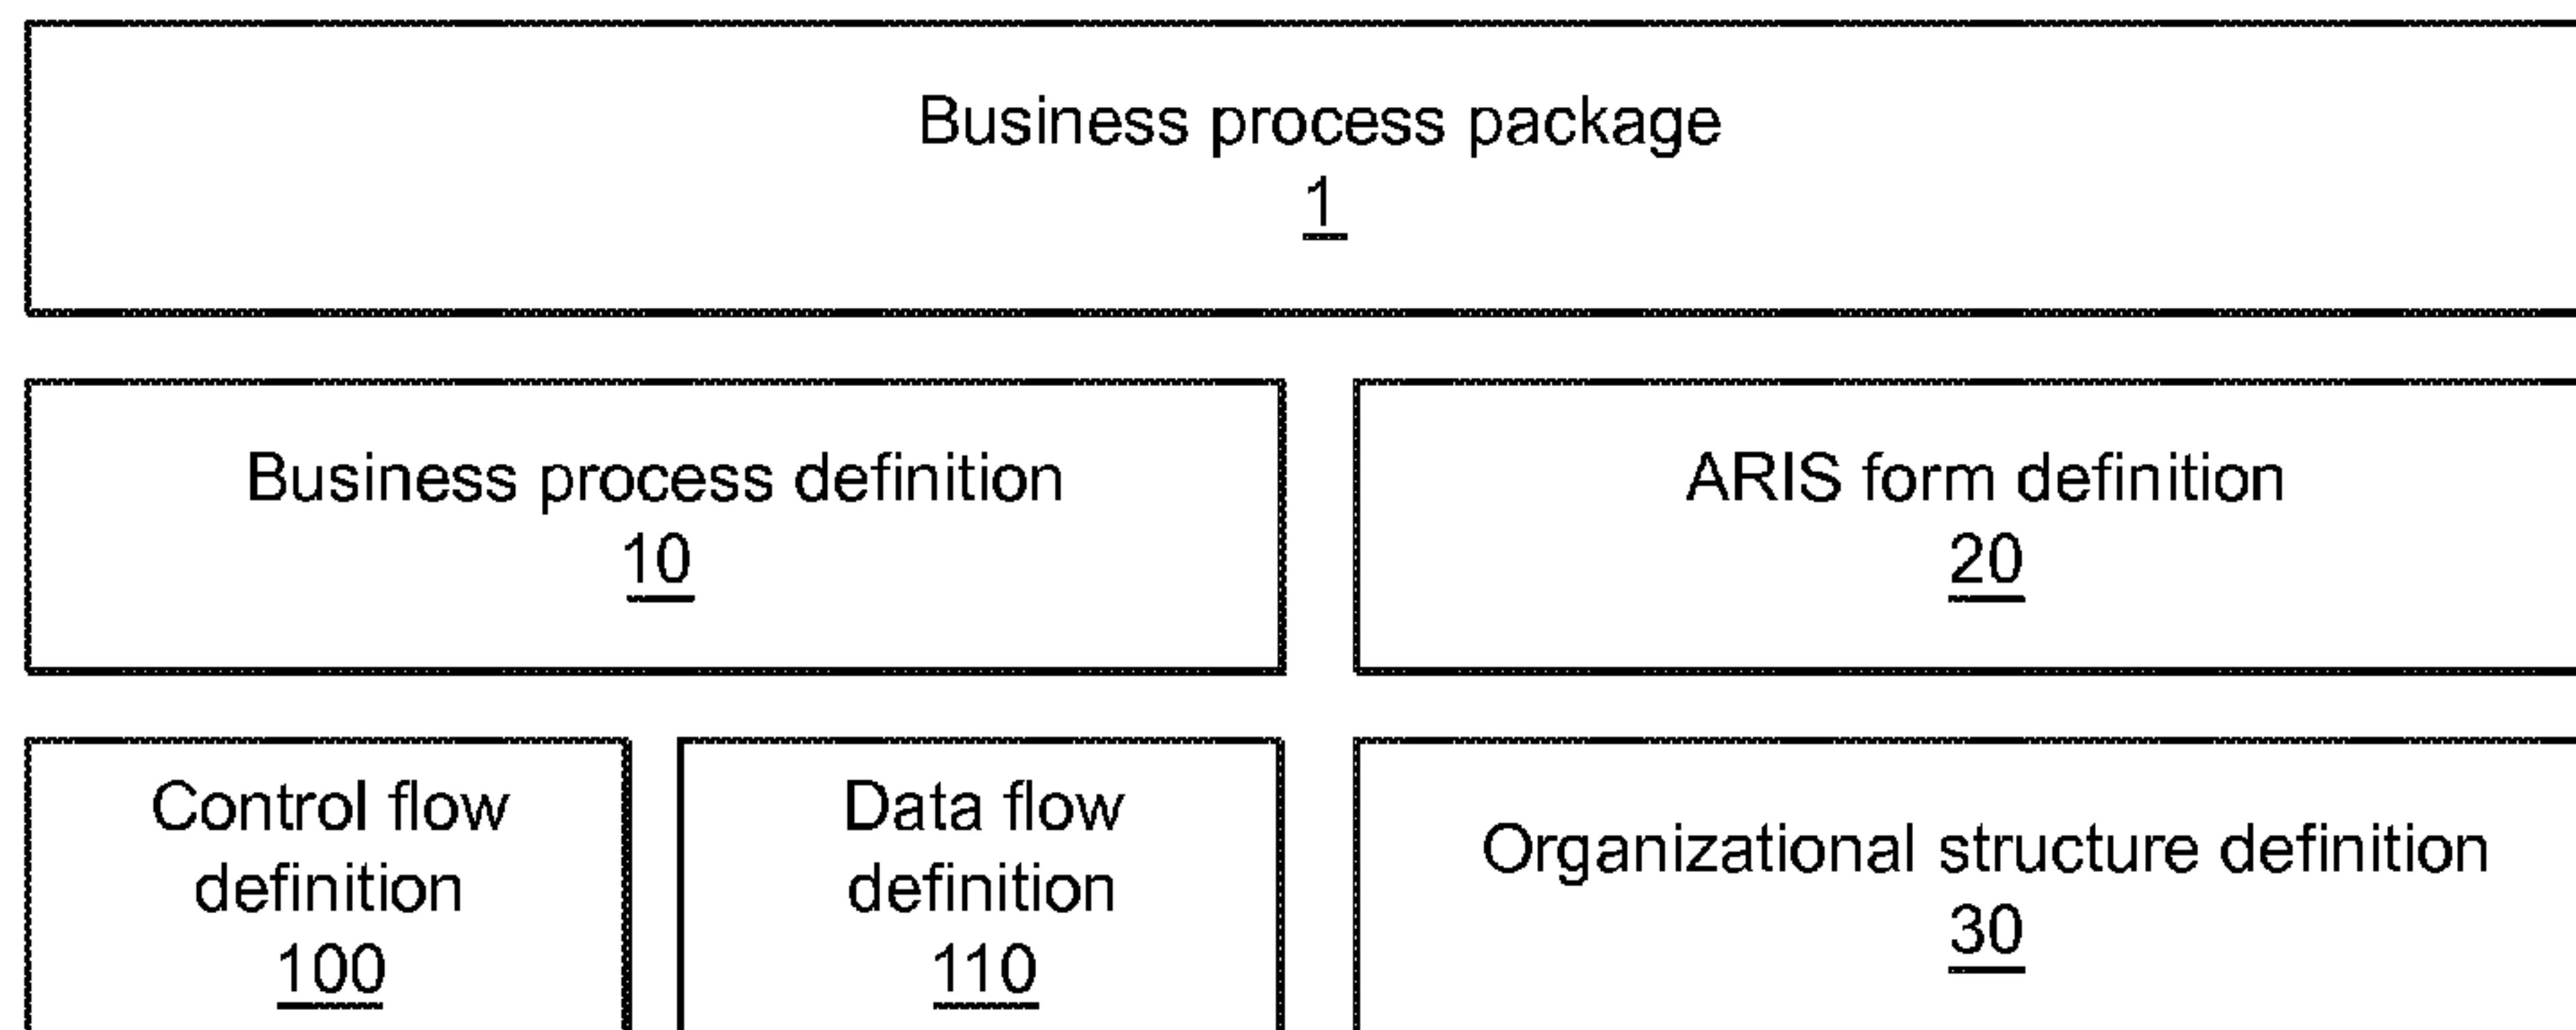 Business process package
1
Business process definition
10
ARIS form definition
20
Control flow
definition
100
Data flow
definition
110
Organizational structure definition
30